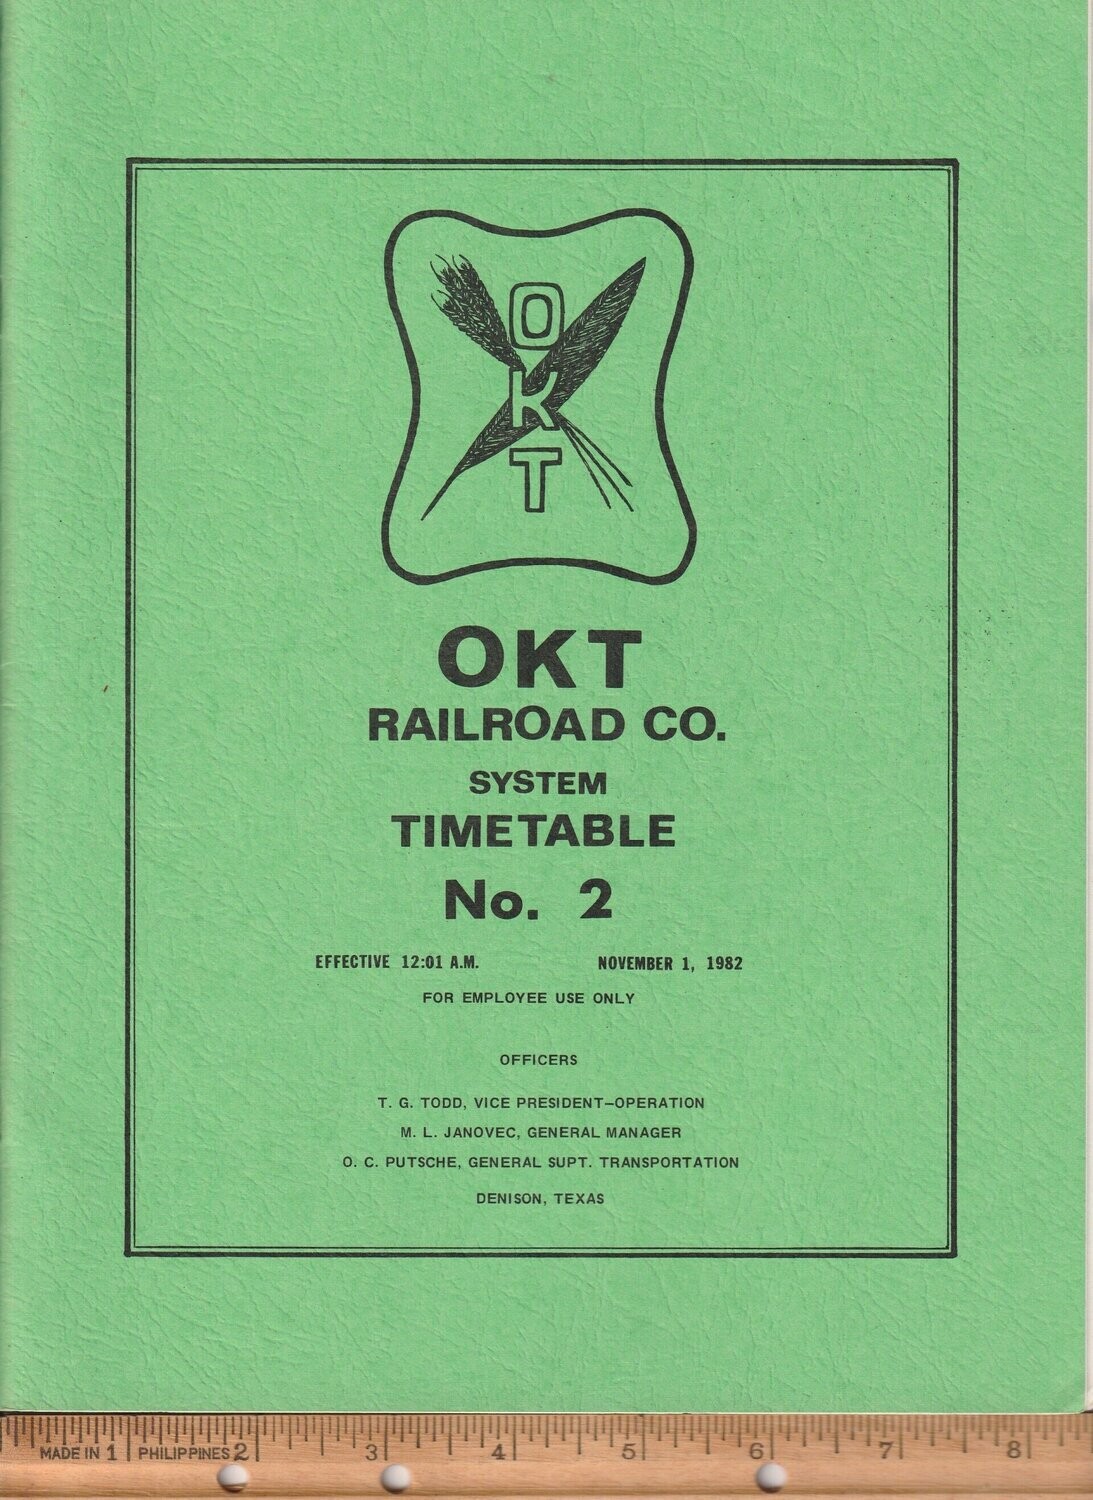 O
K
T
OKT
RAILROAD CO.
SYSTEM
TIMETABLE
No. 2
EFFECTIVE 12:01 A.M. NOVEMBER 1, 1982
FOR EMPLOYEE USE ONLY
OFFICERS
T. G. TODD, VICE PRESIDENT—OPERATION
M. L. JANOVEC, GENERAL MANAGER
O. C. PUTSCHE, GENERAL SUPT. TRANSPORTATION
DENISON, TEXAS
MADE IN 1 PHILIPPINES 2 3 4 5 6 7 8